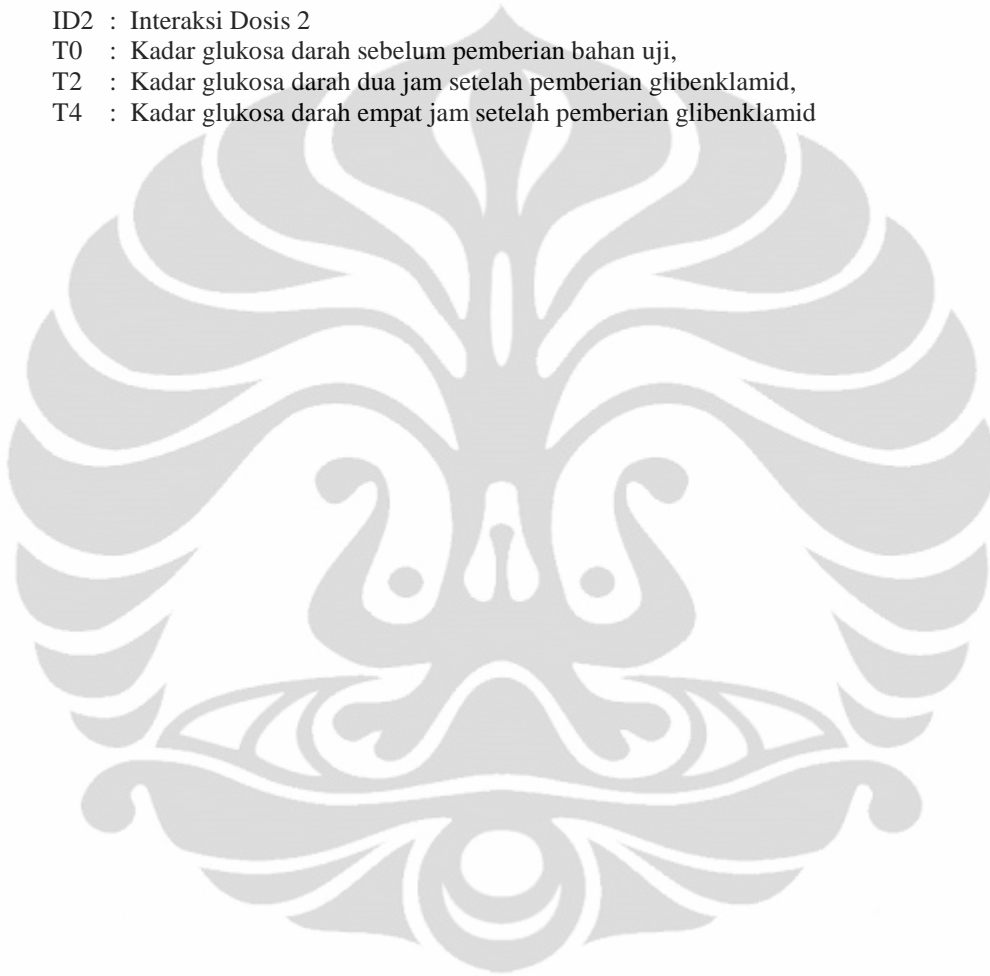 ID2 : Interaksi Dosis 2
T0 : Kadar glukosa darah sebelum pemberian bahan uji,
T2 : Kadar glukosa darah dua jam setelah pemberian glibenklamid,
T4 : Kadar glukosa darah empat jam setelah pemberian glibenklamid